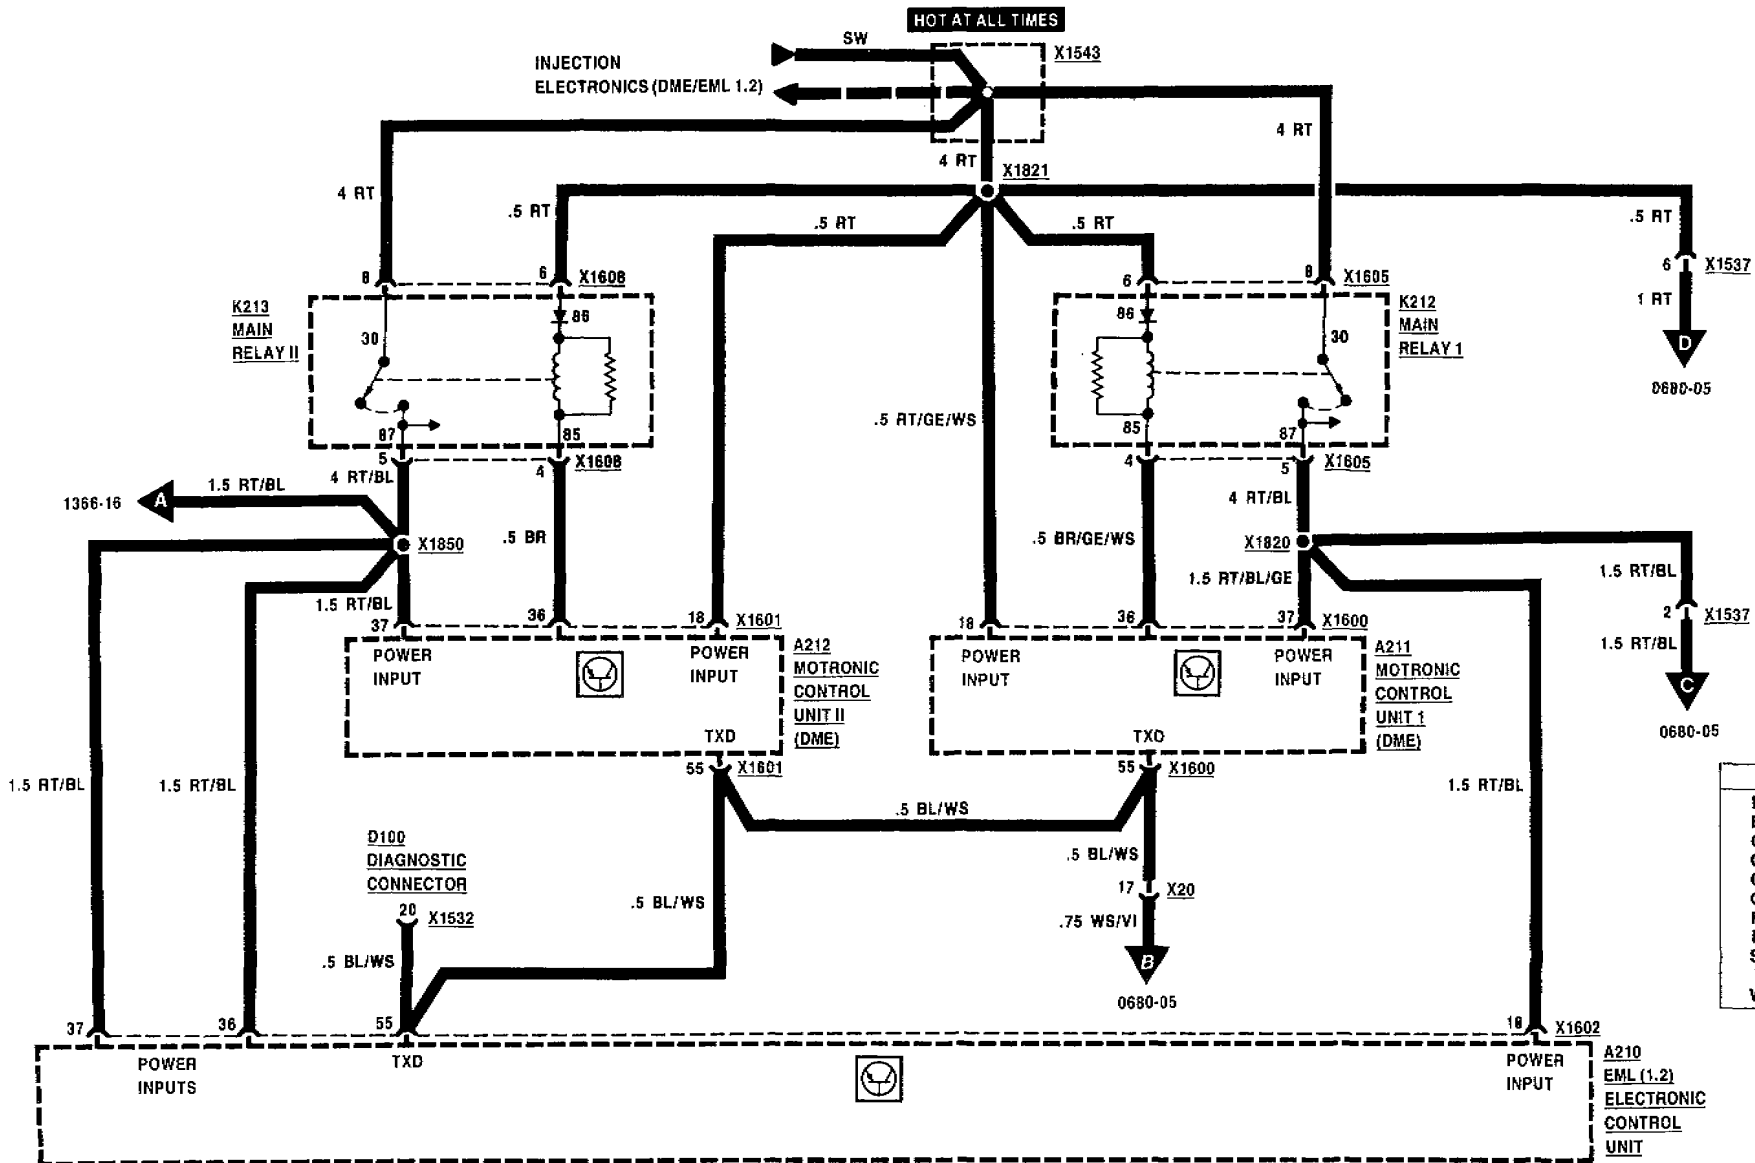 HOT AT ALL TIMES
SW
X1543
INJECTION
ELECTRONICS (DME/EML 1.2)
4 RT
4 RT
X1821
4 RT
.5 RT
.5 RT
.5 RT
.5 RT
6 X1537
1 RT
D
0680-05
8
6
X1608
6
8
X1605
K213
MAIN
RELAY II
30
86
86
30
K212
MAIN
RELAY 1
87
85
85
87
5
4
X1608
4
5
X1605
.5 RT/GE/WS
1366-16
A
1.5 RT/BL
4 RT/BL
4 RT/BL
X1850
.5 BR
.5 BR/GE/WS
X1820
1.5 RT/BL
1.5 RT/BL/GE
1.5 RT/BL
2 X1537
1.5 RT/BL
C
0680-05
37
36
18
X1601
18
36
37
X1600
POWER
INPUT
POWER
INPUT
A212
MOTRONIC
CONTROL
UNIT II
(DME)
TXD
POWER
INPUT
POWER
INPUT
A211
MOTRONIC
CONTROL
UNIT 1
(DME)
TXD
55
X1601
55
X1600
1.5 RT/BL
1.5 RT/BL
.5 BL/WS
1.5 RT/BL
D100
DIAGNOSTIC
CONNECTOR
20
X1532
.5 BL/WS
.5 BL/WS
.5 BL/WS
17
X20
.75 WS/VI
B
0680-05
37
36
55
18
X1602
POWER
INPUTS
TXD
POWER
INPUT
A210
EML (1.2)
ELECTRONIC
CONTROL
UNIT